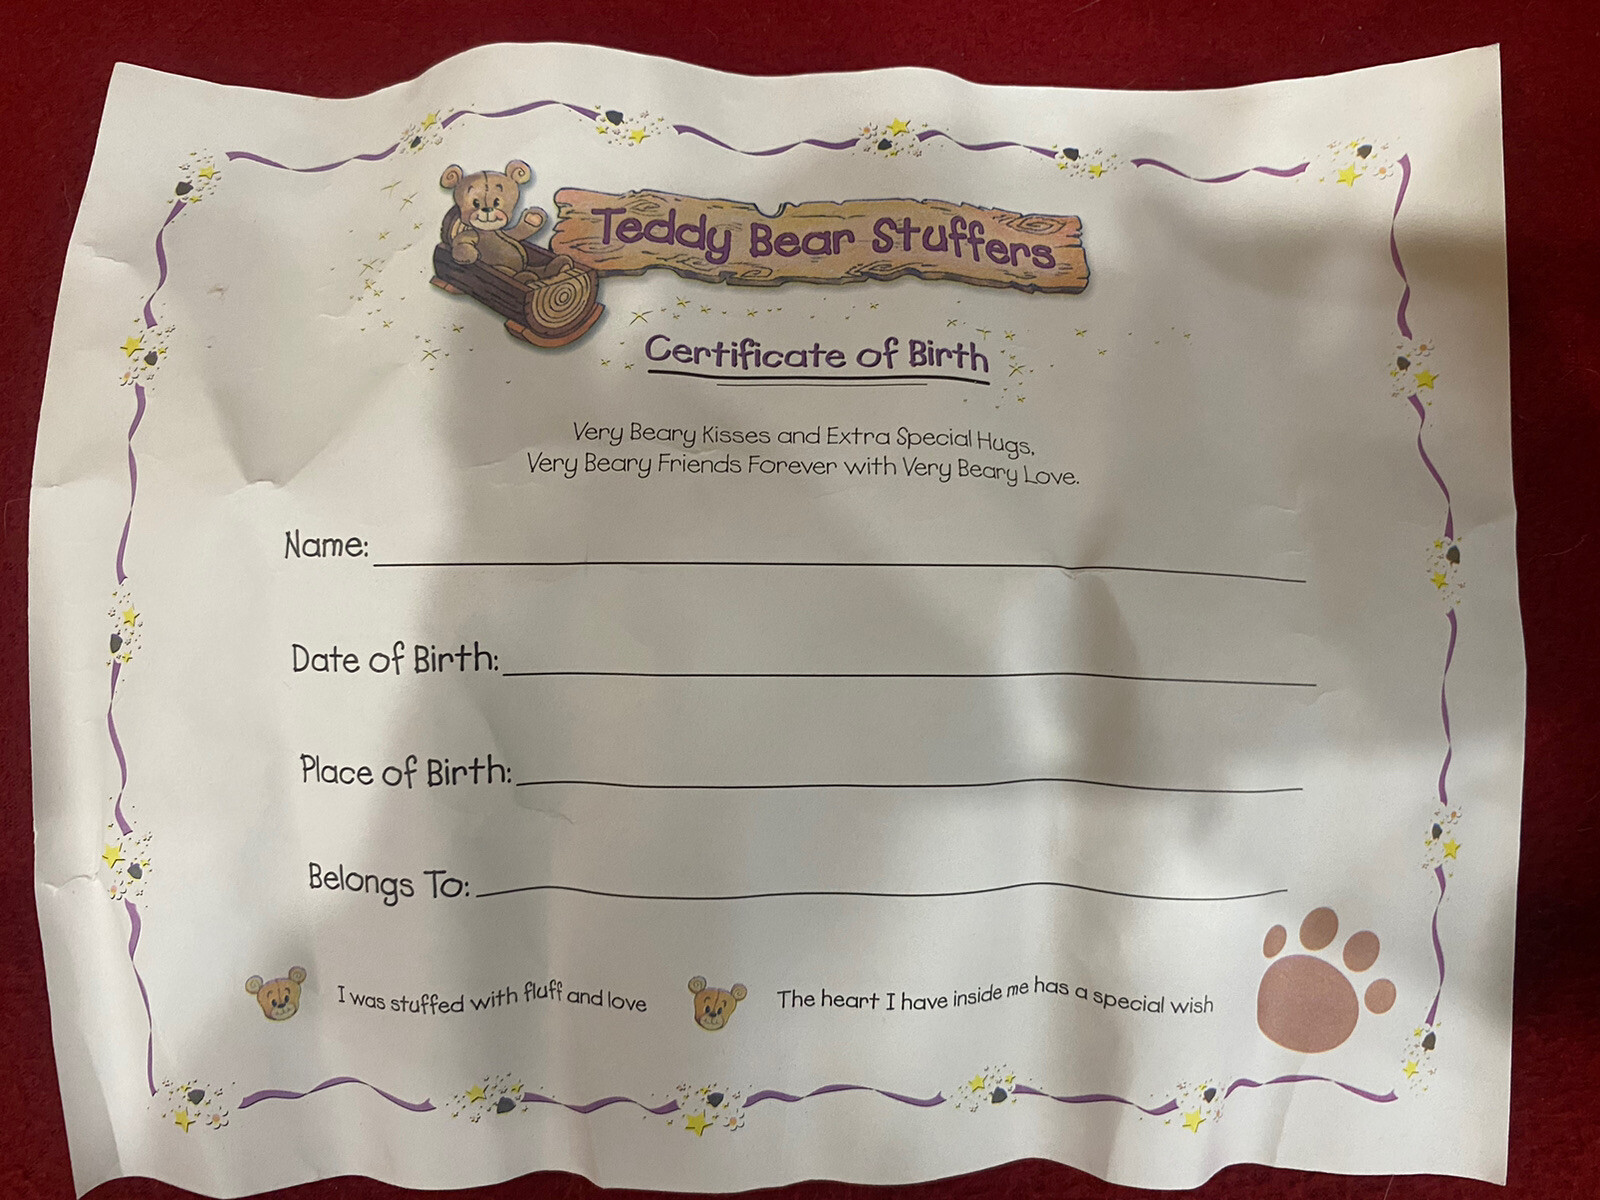 Teddy Bear Stuffers
Certificate of Birth
Very Beary Kisses and Extra Special Hugs,
Very Beary Friends Forever with Very Beary Love.
Name:
Date of Birth:
Place of Birth:
Belongs To:
I was stuffed with fluff and love
The heart I have inside me has a special wish